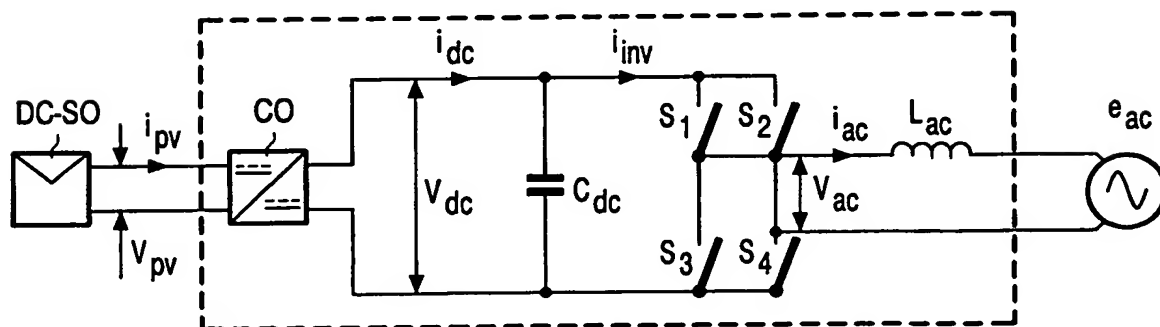 DC-SO
i_pv
V_pv
CO
i_dc
V_dc
C_dc
i_inv
S_1
S_2
S_3
S_4
i_ac
V_ac
L_ac
e_ac